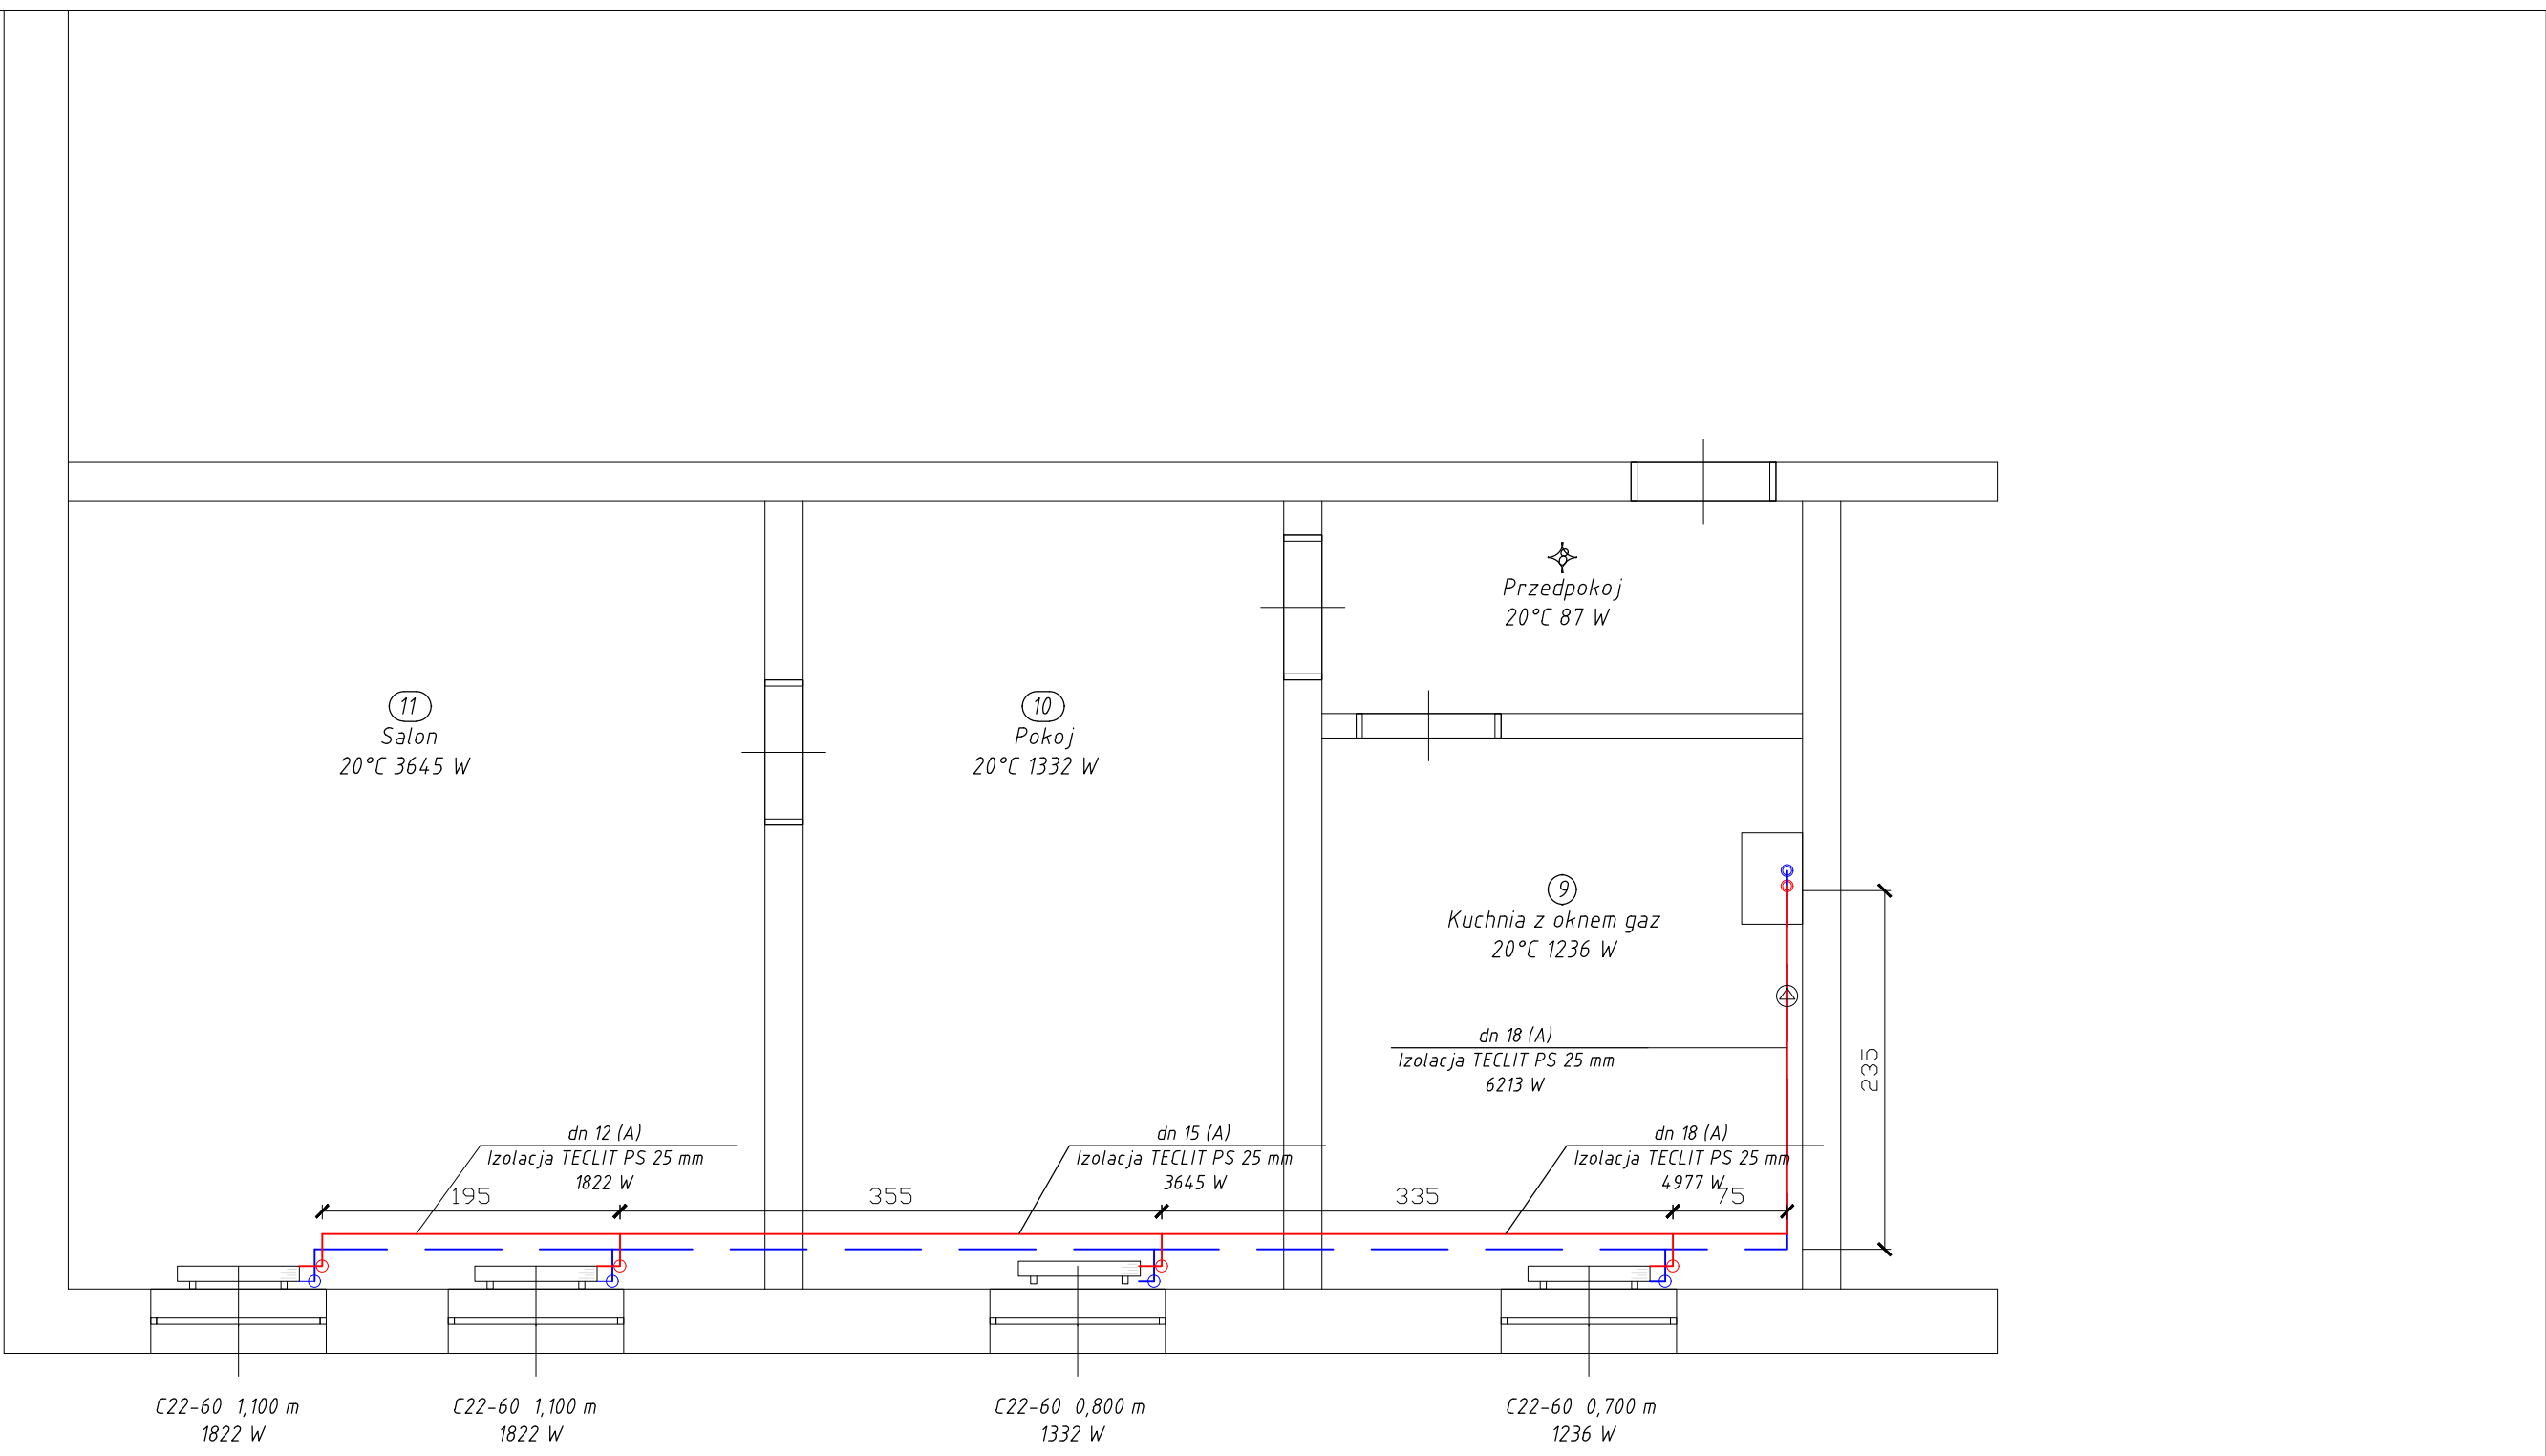 8
Przedpokoj
20°C 87 W
11
Salon
20°C 3645 W
10
Pokoj
20°C 1332 W
9
Kuchnia z oknem gaz
20°C 1236 W
dn 18 (A)
Izolacja TECLIT PS 25 mm
6213 W
235
dn 12 (A)
Izolacja TECLIT PS 25 mm
1822 W
dn 15 (A)
Izolacja TECLIT PS 25 mm
3645 W
dn 18 (A)
Izolacja TECLIT PS 25 mm
4977 W
195
355
335
75
C22-60 1,100 m
1822 W
C22-60 1,100 m
1822 W
C22-60 0,800 m
1332 W
C22-60 0,700 m
1236 W